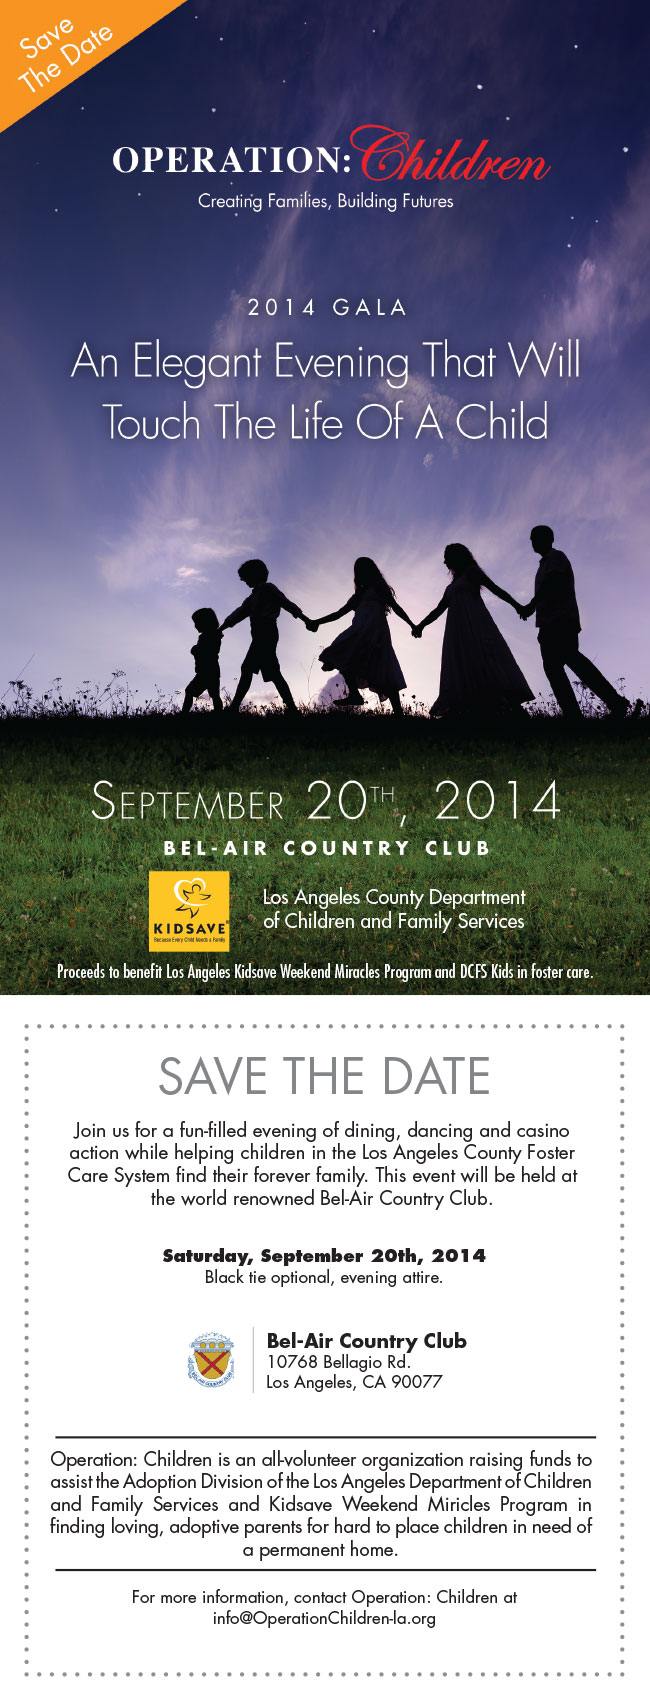 Save
The Date
OPERATION: Children
Creating Families, Building Futures
2014 GALA
An Elegant Evening That Will
Touch The Life Of A Child
SEPTEMBER 20TH, 2014
BEL-AIR COUNTRY CLUB
KIDSAVE®
Because Every Child Needs a Family
Los Angeles County Department
of Children and Family Services
Proceeds to benefit Los Angeles Kidsave Weekend Miracles Program and DCFS Kids in foster care.
SAVE THE DATE
Join us for a fun-filled evening of dining, dancing and casino
action while helping children in the Los Angeles County Foster
Care System find their forever family. This event will be held at
the world renowned Bel-Air Country Club.
Saturday, September 20th, 2014
Black tie optional, evening attire.
BEL-AIR COUNTRY CLUB
Bel-Air Country Club
10768 Bellagio Rd.
Los Angeles, CA 90077
Operation: Children is an all-volunteer organization raising funds to
assist the Adoption Division of the Los Angeles Department of Children
and Family Services and Kidsave Weekend Miricles Program in
finding loving, adoptive parents for hard to place children in need of
a permanent home.
For more information, contact Operation: Children at
info@OperationChildren-la.org